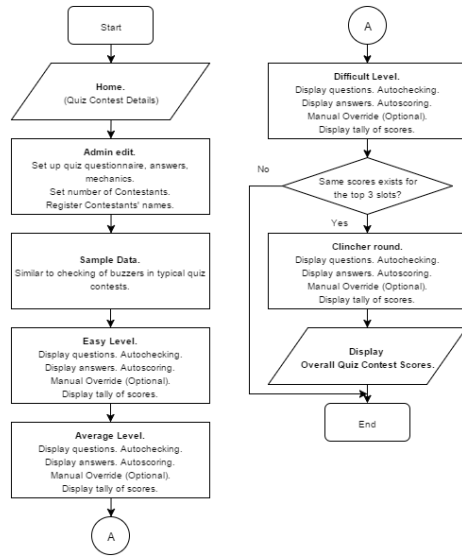 Start
Home.
(Quiz Contest Details)
Admin edit.
Set up quiz questionnaire, answers,
mechanics.
Set number of Contestants.
Register Contestants' names.
Sample Data.
Similar to checking of buzzers in typical quiz
contests.
Easy Level.
Display questions. Autochecking.
Display answers. Autoscoring.
Manual Override (Optional).
Display tally of scores.
Average Level.
Display questions. Autochecking.
Display answers. Autoscoring.
Manual Override (Optional).
Display tally of scores.
A
A
Difficult Level.
Display questions. Autochecking.
Display answers. Autoscoring.
Manual Override (Optional).
Display tally of scores.
No
Same scores exists for
the top 3 slots?
Yes
Clincher round.
Display questions. Autochecking.
Display answers. Autoscoring.
Manual Override (Optional).
Display tally of scores.
Display
Overall Quiz Contest Scores.
End